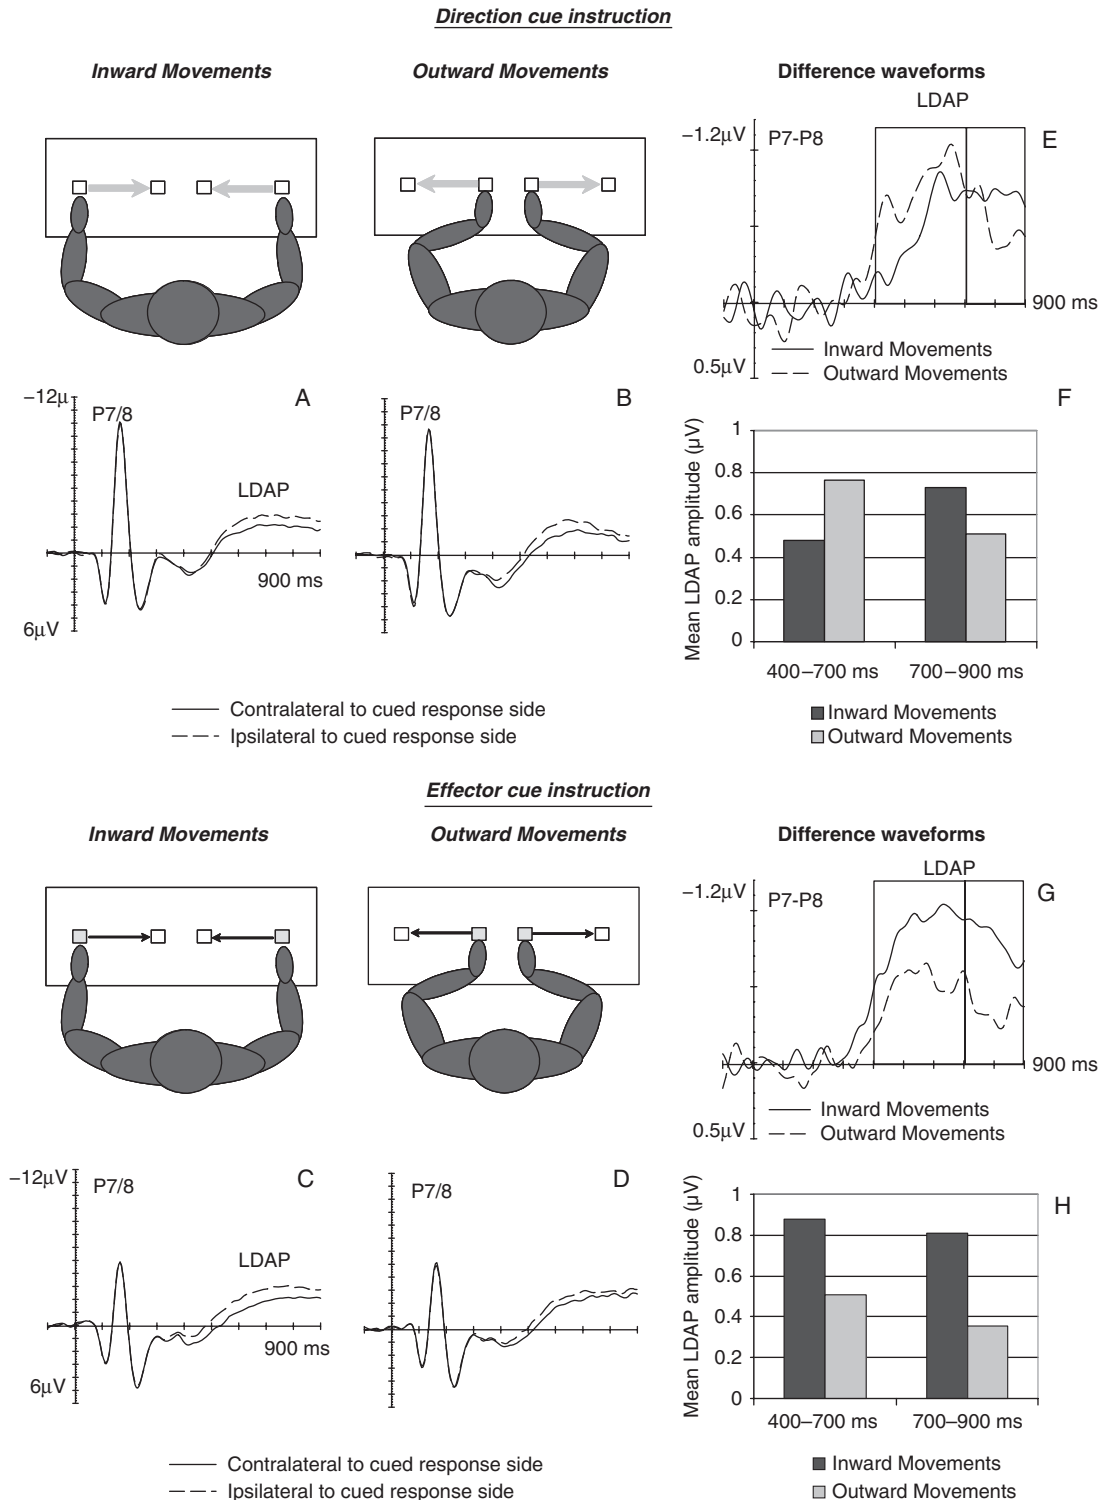 Direction cue instruction
Inward Movements
Outward Movements
Difference waveforms
LDAP
−1.2μV
P7-P8
E
900 ms
0.5μV
Inward Movements
Outward Movements
−12μ
P7/8
A
LDAP
900 ms
6μV
P7/8
B
F
Mean LDAP amplitude (μV)
1
0.8
0.6
0.4
0.2
0
400–700 ms
700–900 ms
Inward Movements
Outward Movements
Contralateral to cued response side
Ipsilateral to cued response side
Effector cue instruction
Inward Movements
Outward Movements
Difference waveforms
LDAP
−1.2μV
P7-P8
G
900 ms
0.5μV
Inward Movements
Outward Movements
−12μV
P7/8
C
LDAP
900 ms
6μV
P7/8
D
H
Mean LDAP amplitude (μV)
1
0.8
0.6
0.4
0.2
0
400–700 ms
700–900 ms
Inward Movements
Outward Movements
Contralateral to cued response side
Ipsilateral to cued response side